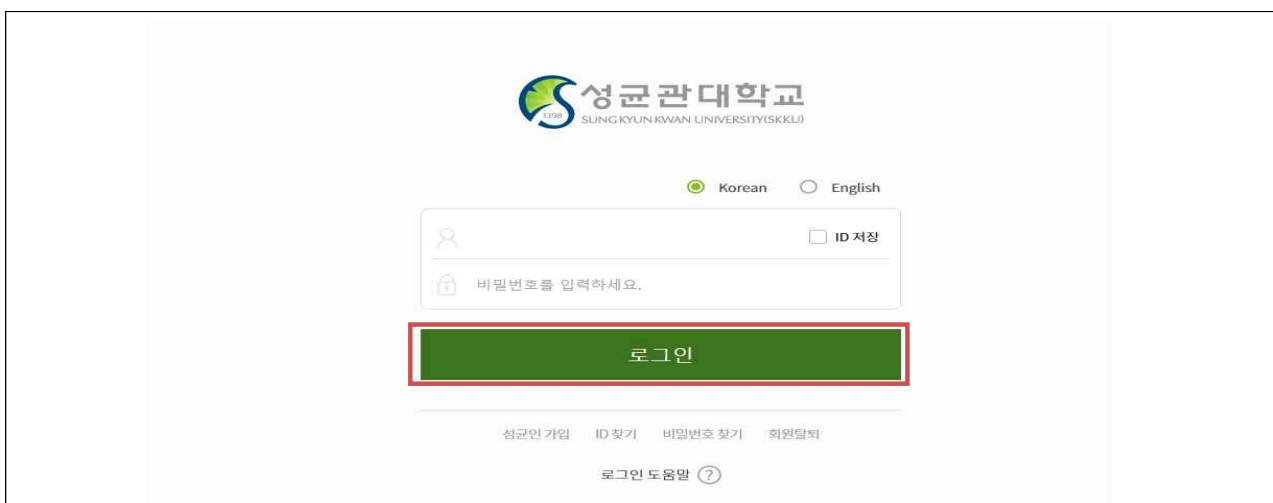 성균관대학교
1398 SUNG KYUN KWAN UNIVERSITY(SKKU)
Korean English
ID 저장
비밀번호를 입력하세요.
로그인
성균인 가입 ID 찾기 비밀번호 찾기 회원탈퇴
로그인 도움말 ?